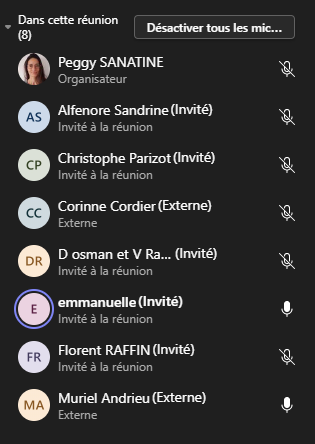 Dans cette réunion
(8)
Désactiver tous les mic...
Peggy SANATINE
Organisateur
AS
Alfenore Sandrine (Invité)
Invité à la réunion
CP
Christophe Parizot (Invité)
Invité à la réunion
CC
Corinne Cordier (Externe)
Externe
DR
D osman et V Ra... (Invité)
Invité à la réunion
E
emmanuelle (Invité)
Invité à la réunion
FR
Florent RAFFIN (Invité)
Invité à la réunion
MA
Muriel Andrieu (Externe)
Externe